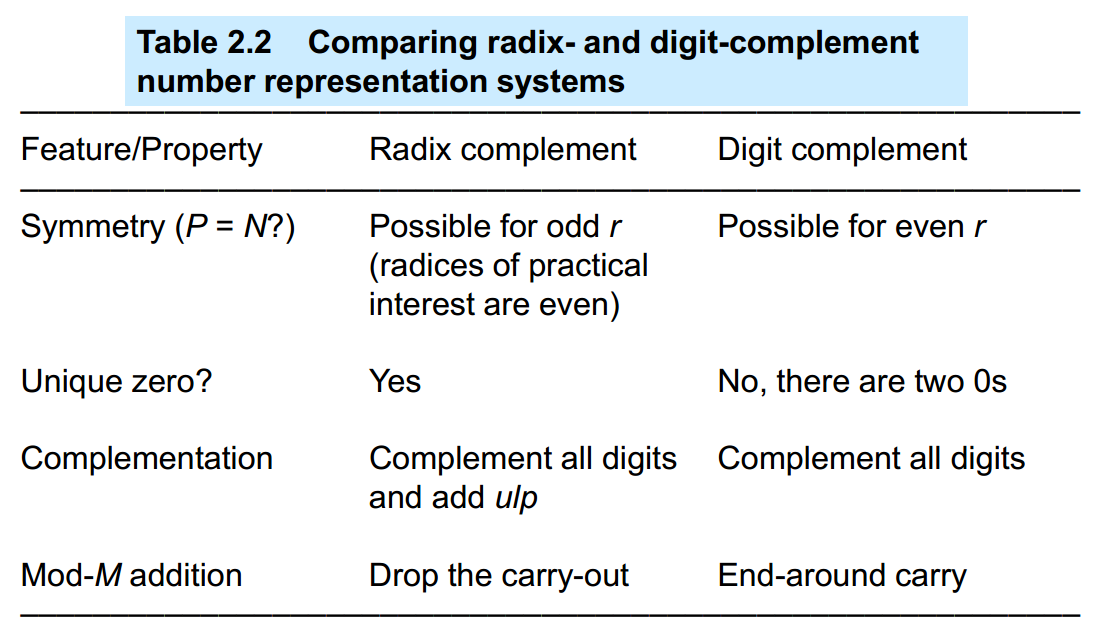 Table 2.2 Comparing radix- and digit-complement
number representation systems
Feature/Property Radix complement Digit complement
Symmetry (P = N?) Possible for odd r Possible for even r
(radices of practical
interest are even)
Unique zero? Yes No, there are two 0s
Complementation Complement all digits Complement all digits
and add ulp
Mod-M addition Drop the carry-out End-around carry